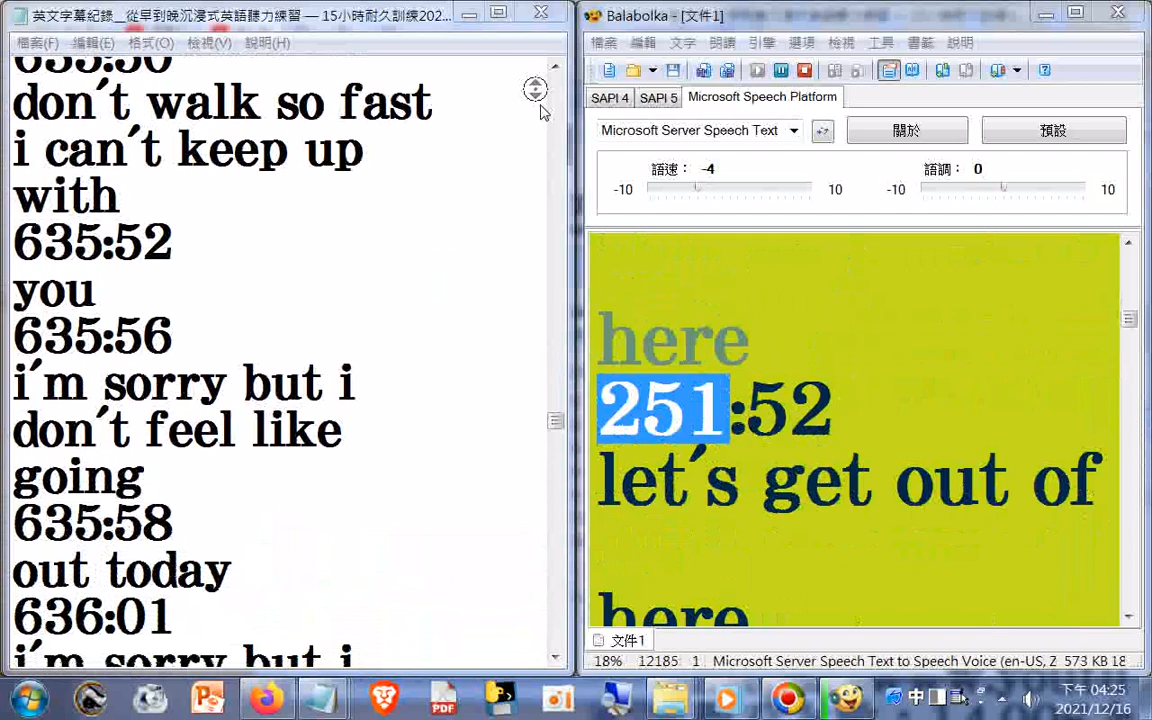 英文字幕紀錄__從早到晚沉浸式英語聽力練習 — 15小時耐久訓練202...
檔案(F) 編輯(E) 格式(O) 檢視(V) 說明(H)
635:50
don't walk so fast
i can't keep up
with
635:52
you
635:56
i'm sorry but i
don't feel like
going
635:58
out today
636:01
i'm sorry but i
Balabolka - [文件1]
檔案 編輯 文字 朗讀 引擎 選項 檢視 工具 書籤 說明
SAPI 4 SAPI 5 Microsoft Speech Platform
Microsoft Server Speech Text 關於 預設
語速： -4 語調： 0
-10 10 -10 10
here
251:52
let's get out of
here
文件1
18% 12185 1 Microsoft Server Speech Text to Speech Voice (en-US, Z 573 KB 18
中 下午 04:25
2021/12/16